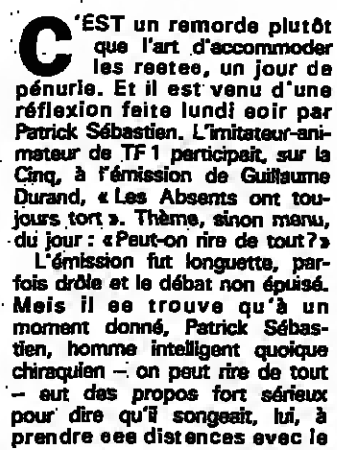 C'EST un remords plutôt
que l'art d'accommoder
les restes, un jour de
pénurie. Et il est venu d'une
réflexion faite lundi soir par
Patrick Sébastien. L'imitateur-ani-
mateur de TF 1 participait, sur la
Cinq, à l'émission de Guillaume
Durand, « Les Absents ont tou-
jours tort ». Thème, sinon menu,
du jour : « Peut-on rire de tout ? »
L'émission fut longuette, par-
fois drôle et le débat non épuisé.
Mais il se trouve qu'à un
moment donné, Patrick Sébas-
tien, homme intelligent quoique
chiraquien – on peut rire de tout
– eut des propos fort sérieux
pour dire qu'il songeait, lui, à
prendre ses distances avec le